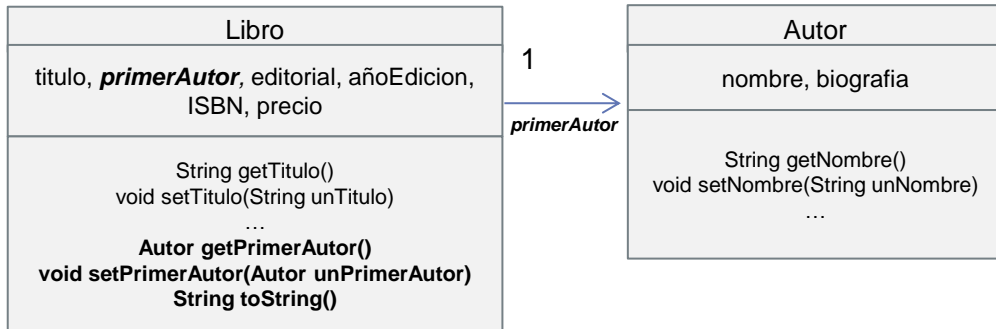 Libro
titulo, primerAutor, editorial, añoEdicion,
ISBN, precio
String getTitulo()
void setTitulo(String unTitulo)
…
Autor getPrimerAutor()
void setPrimerAutor(Autor unPrimerAutor)
String toString()
1
primerAutor
Autor
nombre, biografia
String getNombre()
void setNombre(String unNombre)
…